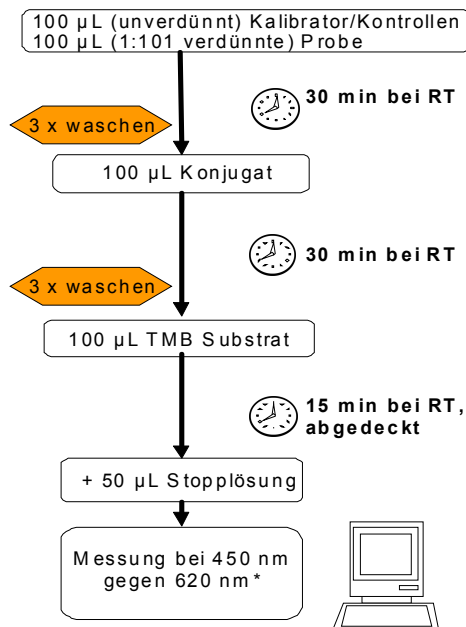 100 µL (unverdünnt) Kalibrator/Kontrollen
100 µL (1:101 verdünnte) Probe
30 min bei RT
3 x waschen
100 µL Konjugat
30 min bei RT
3 x waschen
100 µL TMB Substrat
15 min bei RT,
abgedeckt
+ 50 µL Stopplösung
Messung bei 450 nm
gegen 620 nm*